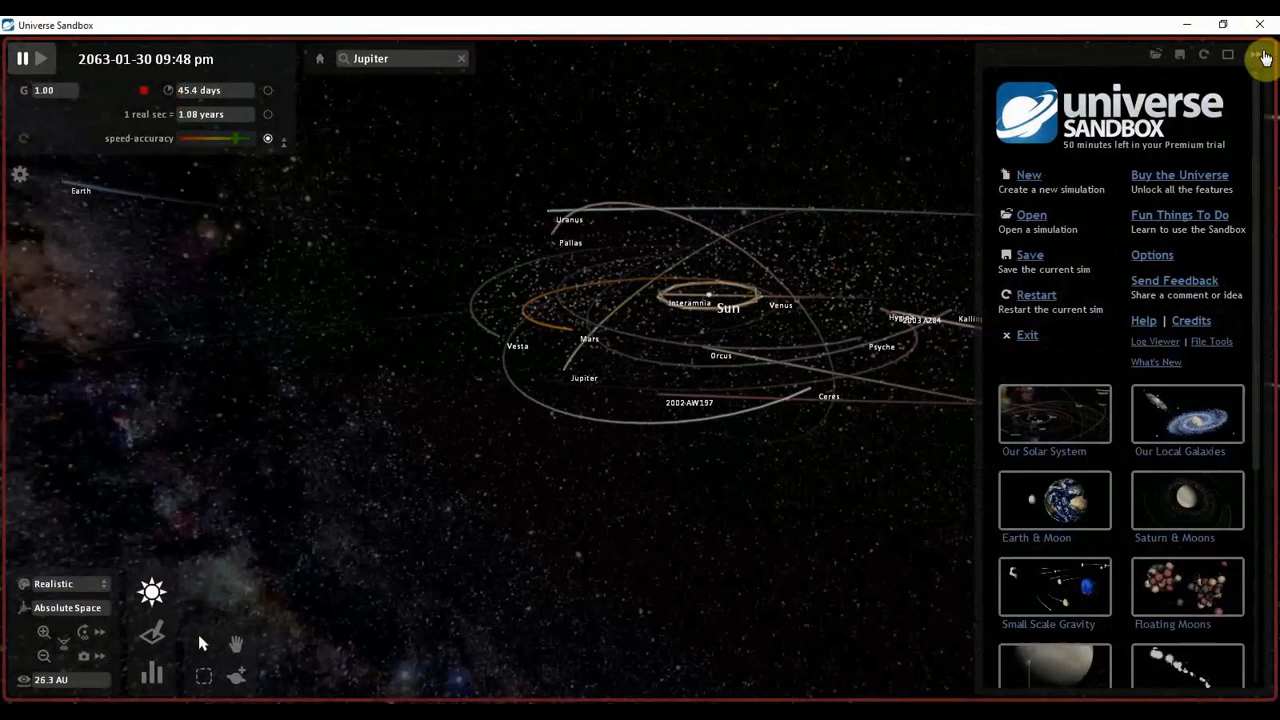 Universe Sandbox
2063-01-30 09:48 pm
Jupiter
G 1.00
45.4 days
1 real sec = 1.08 years
speed-accuracy
Earth
Uranus
Pallas
Interamnia
Sun
Venus
Mars
Vesta
Orcus
Psyche
Jupiter
Ceres
2002 AW197
universe
SANDBOX
50 minutes left in your Premium trial
New
Create a new simulation
Buy the Universe
Unlock all the features
Open
Open a simulation
Fun Things To Do
Learn to use the Sandbox
Save
Save the current sim
Options
Restart
Restart the current sim
Send Feedback
Share a comment or idea
Exit
Help | Credits
Log Viewer | File Tools
What's New
Our Solar System
Our Local Galaxies
Earth & Moon
Saturn & Moons
Small Scale Gravity
Floating Moons
Realistic
Absolute Space
26.3 AU